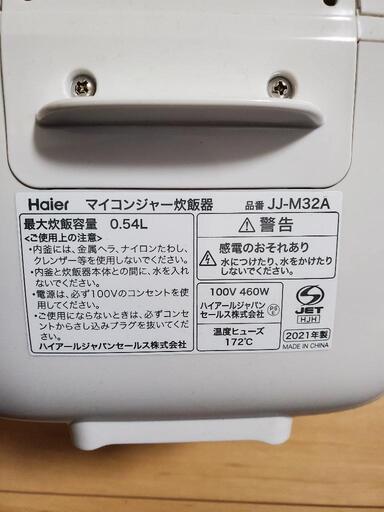 Haier マイコンジャー炊飯器 品番 JJ-M32A
最大炊飯容量 0.54L
<ご使用上の注意>
・内釜には、金属ヘラ、ナイロンたわし、
クレンザー等を使用しないでください。
・内釜と炊飯器本体との間に、水を入れ
ないでください。
・電源は、必ず100Vのコンセントを使用
してください。
・ご使用にならないときは、必ずコンセ
ントからさし込みプラグを抜いてくだ
さい。
ハイアールジャパンセールス株式会社
警告
感電のおそれあり
水につけたり、水をかけたり
しないでください
100V 460W
ハイアールジャパン
セールス株式会社
温度ヒューズ
172℃
S
JET
HJH
2021年製
MADE IN CHINA